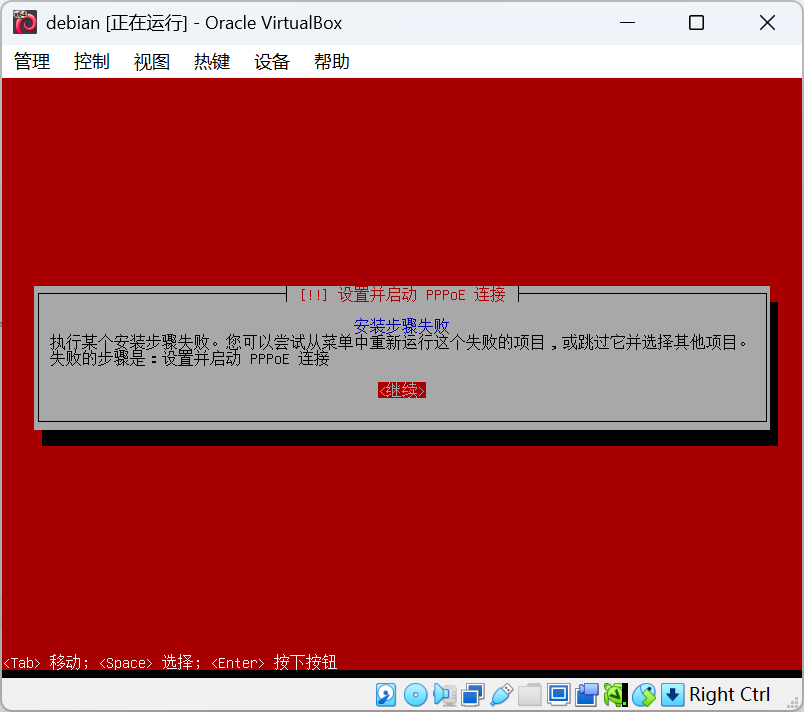 debian [正在运行] - Oracle VirtualBox
管理 控制 视图 热键 设备 帮助
[!!] 设置并启动 PPPoE 连接
安装步骤失败
执行某个安装步骤失败。您可以尝试从菜单中重新运行这个失败的项目，或跳过它并选择其他项目。
失败的步骤是：设置并启动 PPPoE 连接
<继续>
<Tab> 移动; <Space> 选择; <Enter> 按下按钮
Right Ctrl